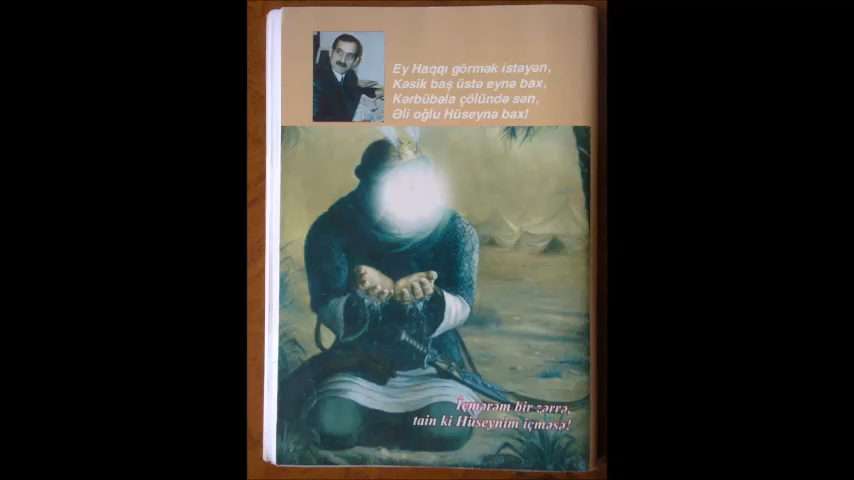 Ey Haqqı görmək istəyən,
Kəsik baş üstə eynə bax,
Kərbübəla çölündə sən,
Əli oğlu Hüseynə bax!
İçmərəm bir zərrə,
tain ki Hüseynim içməsə!